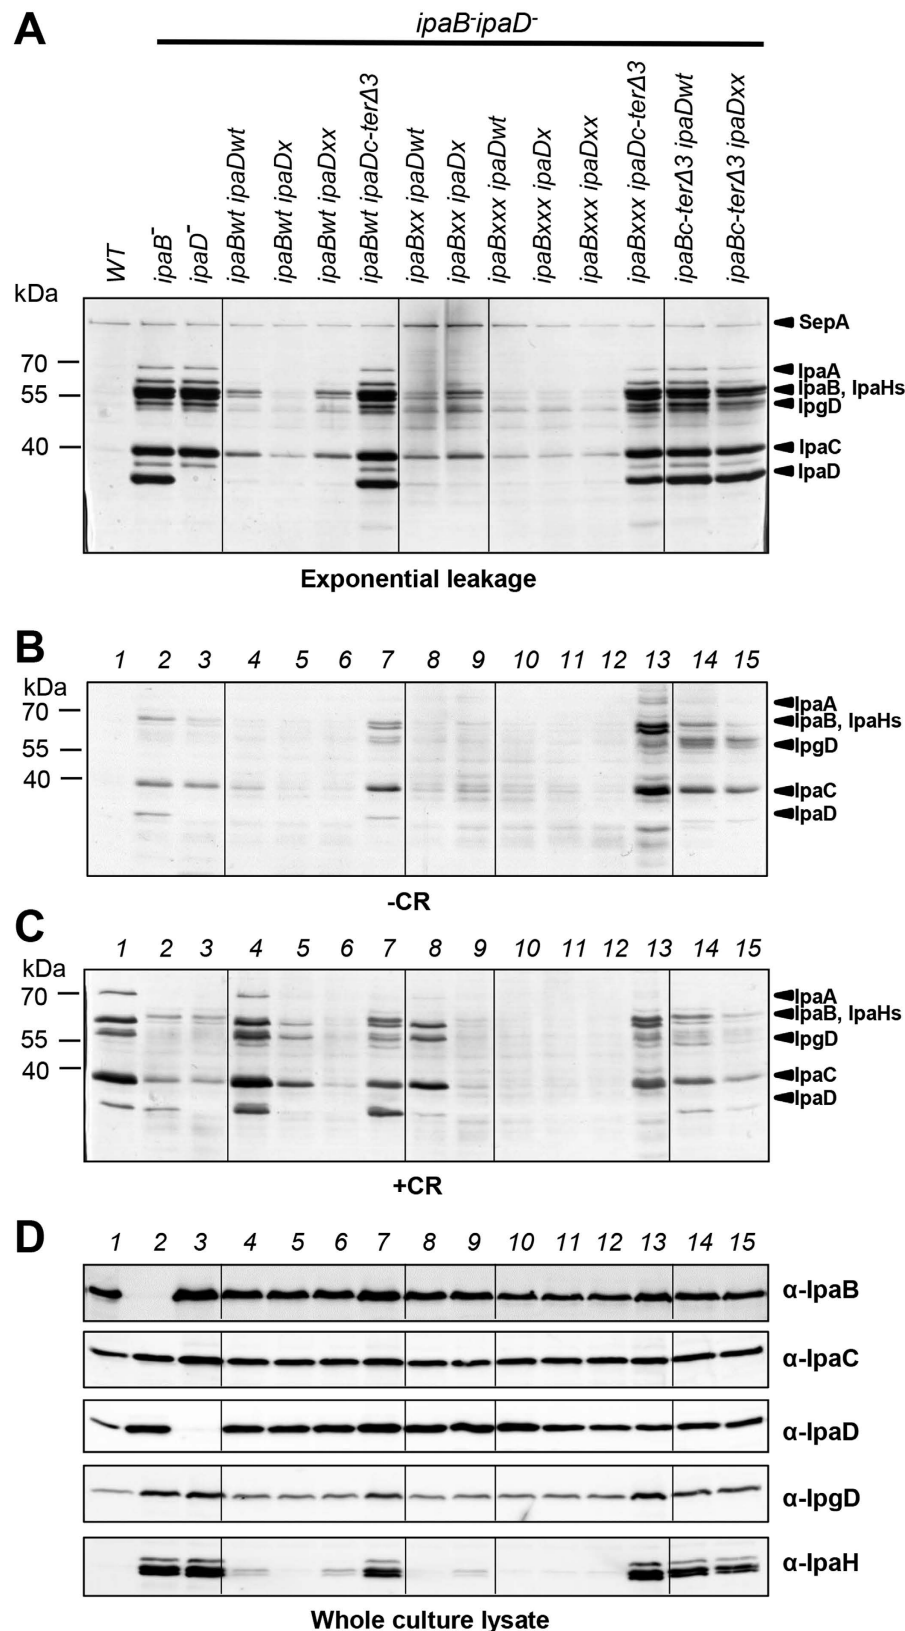 A
ipaB⁻ipaD⁻
WT
ipaB⁻
ipaD⁻
ipaBwt ipaDwt
ipaBwt ipaDx
ipaBwt ipaDxx
ipaBwt ipaDc-terΔ3
ipaBxx ipaDwt
ipaBxx ipaDx
ipaBxxx ipaDwt
ipaBxxx ipaDx
ipaBxxx ipaDxx
ipaBxxx ipaDc-terΔ3
ipaBc-terΔ3 ipaDwt
ipaBc-terΔ3 ipaDxx
kDa
70
55
40
SepA
IpaA
IpaB, IpaHs
IpgD
IpaC
IpaD
Exponential leakage
B
1 2 3 4 5 6 7 8 9 10 11 12 13 14 15
kDa
70
55
40
IpaA
IpaB, IpaHs
IpgD
IpaC
IpaD
-CR
C
1 2 3 4 5 6 7 8 9 10 11 12 13 14 15
kDa
70
55
40
IpaA
IpaB, IpaHs
IpgD
IpaC
IpaD
+CR
D
1 2 3 4 5 6 7 8 9 10 11 12 13 14 15
α-IpaB
α-IpaC
α-IpaD
α-IpgD
α-IpaH
Whole culture lysate